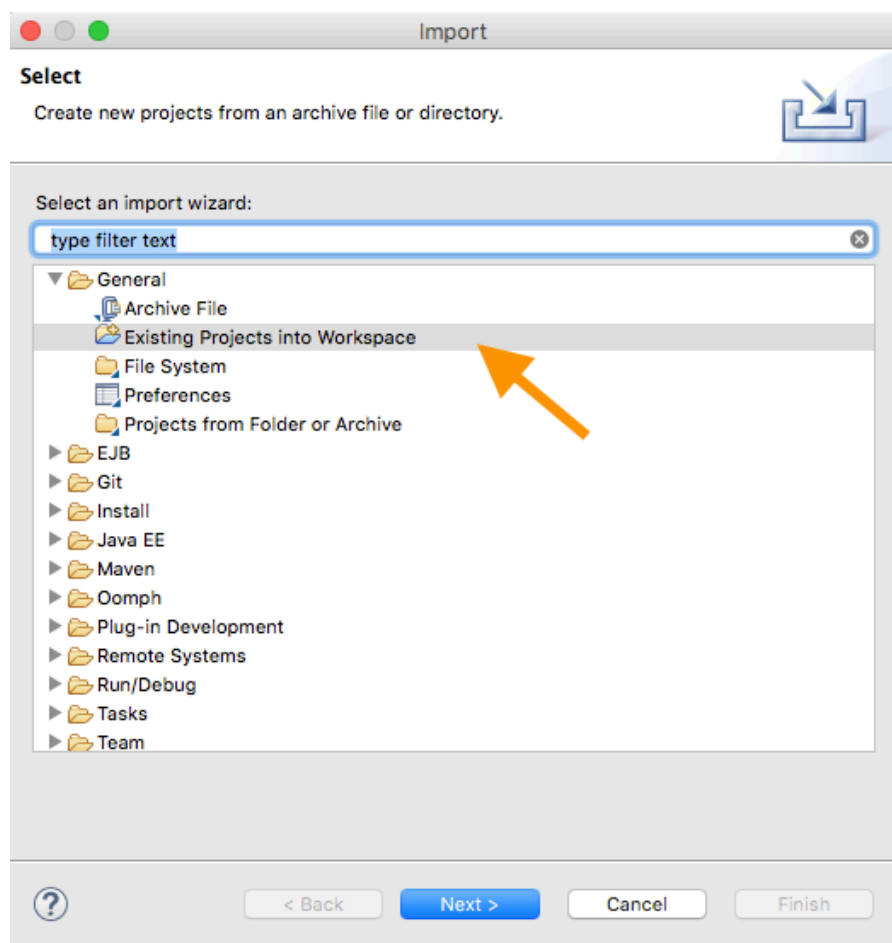 Import
Select
Create new projects from an archive file or directory.
Select an import wizard:
type filter text
General
Archive File
Existing Projects into Workspace
File System
Preferences
Projects from Folder or Archive
EJB
Git
Install
Java EE
Maven
Oomph
Plug-in Development
Remote Systems
Run/Debug
Tasks
Team
? < Back Next > Cancel Finish